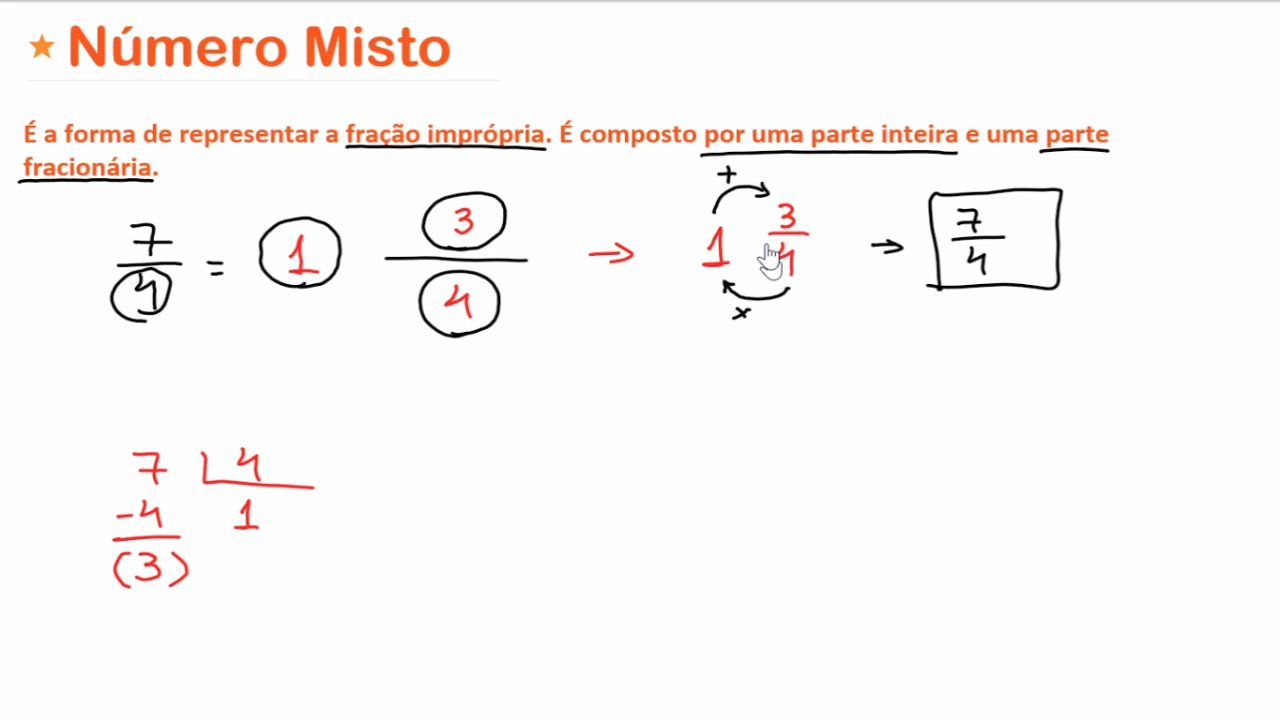 Número Misto
É a forma de representar a fração imprópria. É composto por uma parte inteira e uma parte
fracionária.
7/4 = 1 3/4 → 1 3/4 → 7/4
+
x
7 4
-4 1
(3)